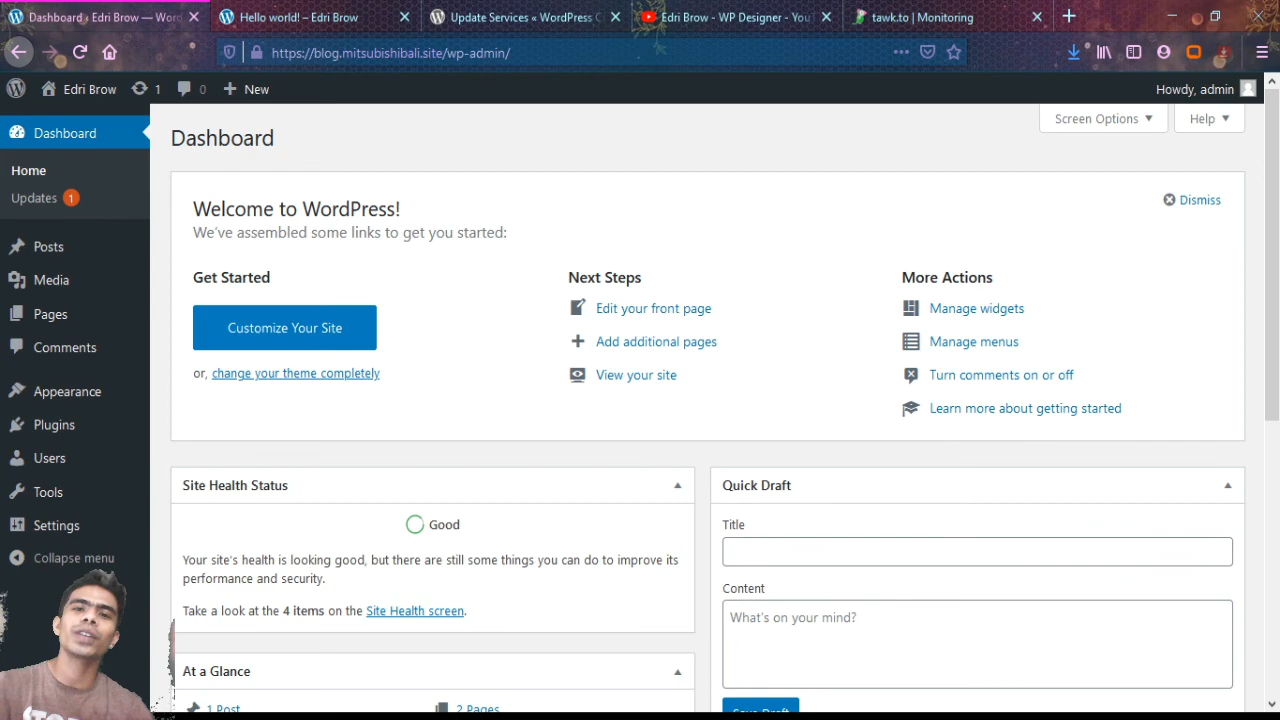 Dashboard ‹ Edri Brow — Wor
Hello world! – Edri Brow
Update Services « WordPress C
Edri Brow - WP Designer - You
tawk.to | Monitoring
https://blog.mitsubishibali.site/wp-admin/
Edri Brow
1
0
New
Howdy, admin
Dashboard
Home
Updates 1
Posts
Media
Pages
Comments
Appearance
Plugins
Users
Tools
Settings
Collapse menu
Dashboard
Screen Options
Help
Welcome to WordPress!
We've assembled some links to get you started:
Dismiss
Get Started
Customize Your Site
or, change your theme completely
Next Steps
Edit your front page
Add additional pages
View your site
More Actions
Manage widgets
Manage menus
Turn comments on or off
Learn more about getting started
Site Health Status
Good
Your site's health is looking good, but there are still some things you can do to improve its
performance and security.
Take a look at the 4 items on the Site Health screen.
At a Glance
1 Post
2 Pages
Quick Draft
Title
Content
What's on your mind?
Save Draft